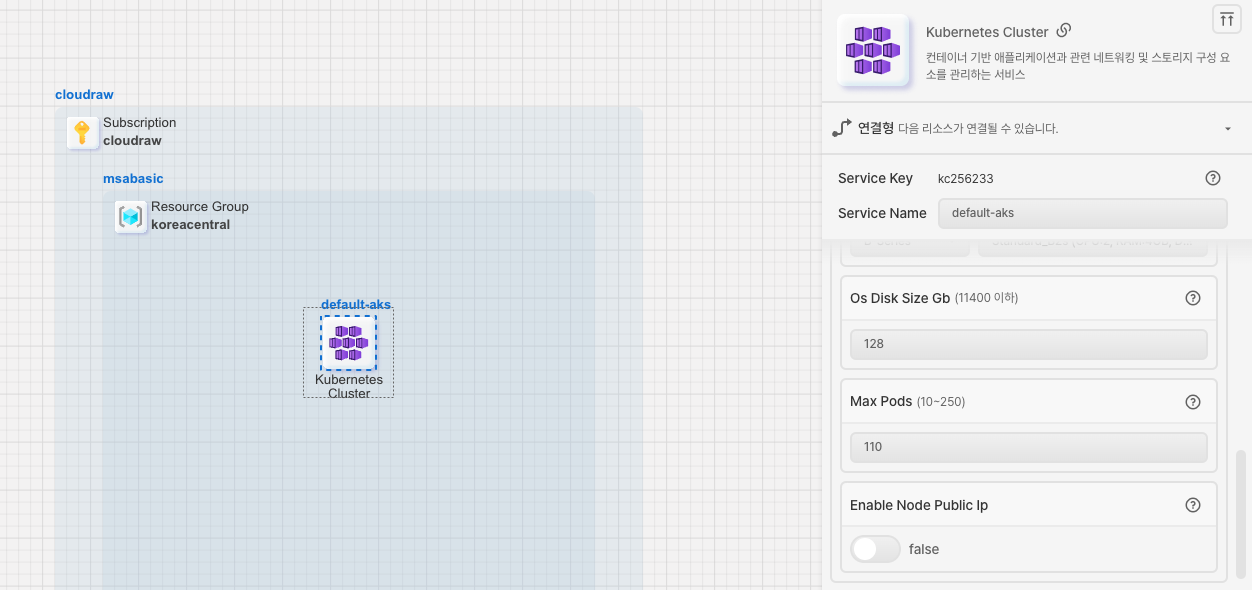 cloudraw
Subscription
cloudraw
msabasic
Resource Group
koreacentral
default-aks
Kubernetes
Cluster
Kubernetes Cluster
컨테이너 기반 애플리케이션과 관련 네트워킹 및 스토리지 구성 요
소를 관리하는 서비스
연결형 다음 리소스가 연결될 수 있습니다.
Service Key kc256233
Service Name default-aks
Os Disk Size Gb (11400 이하)
128
Max Pods (10~250)
110
Enable Node Public Ip
false